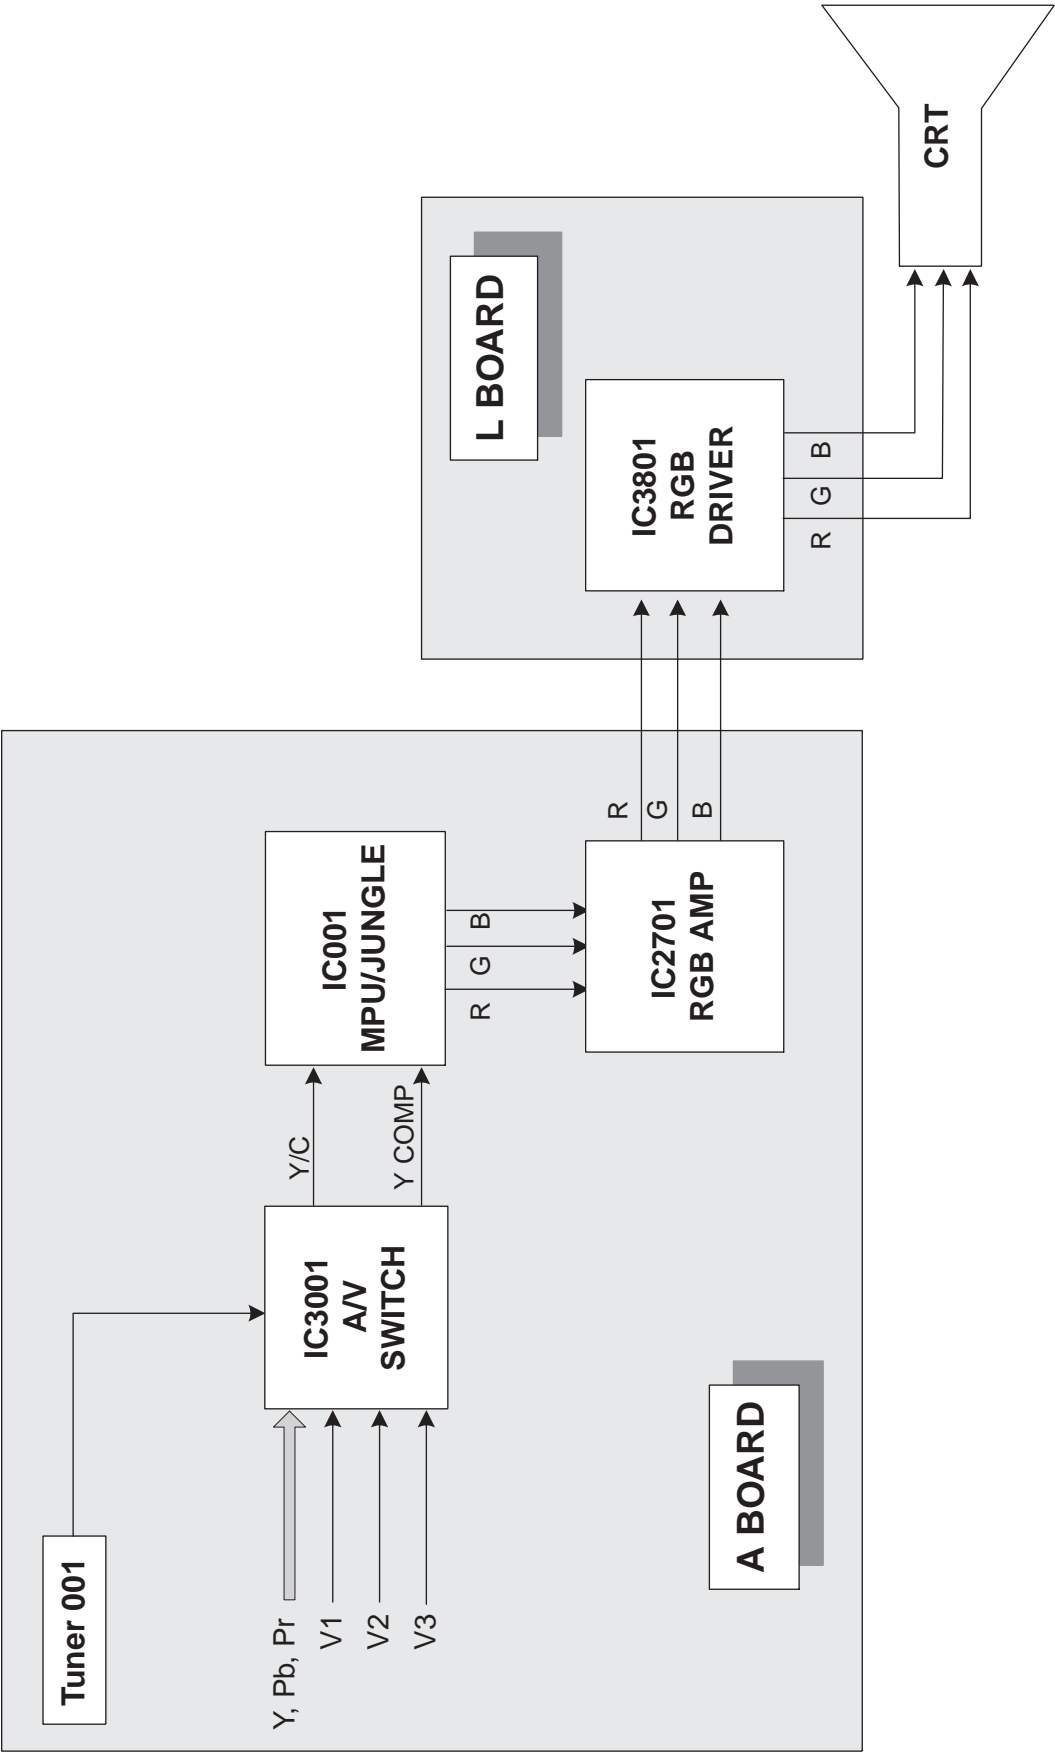 Tuner 001
Y, Pb, Pr
V1
V2
V3
IC3001
A/V
SWITCH
Y/C
Y COMP
IC001
MPU/JUNGLE
R
G
B
IC2701
RGB AMP
R
G
B
A BOARD
L BOARD
IC3801
RGB
DRIVER
R
G
B
CRT